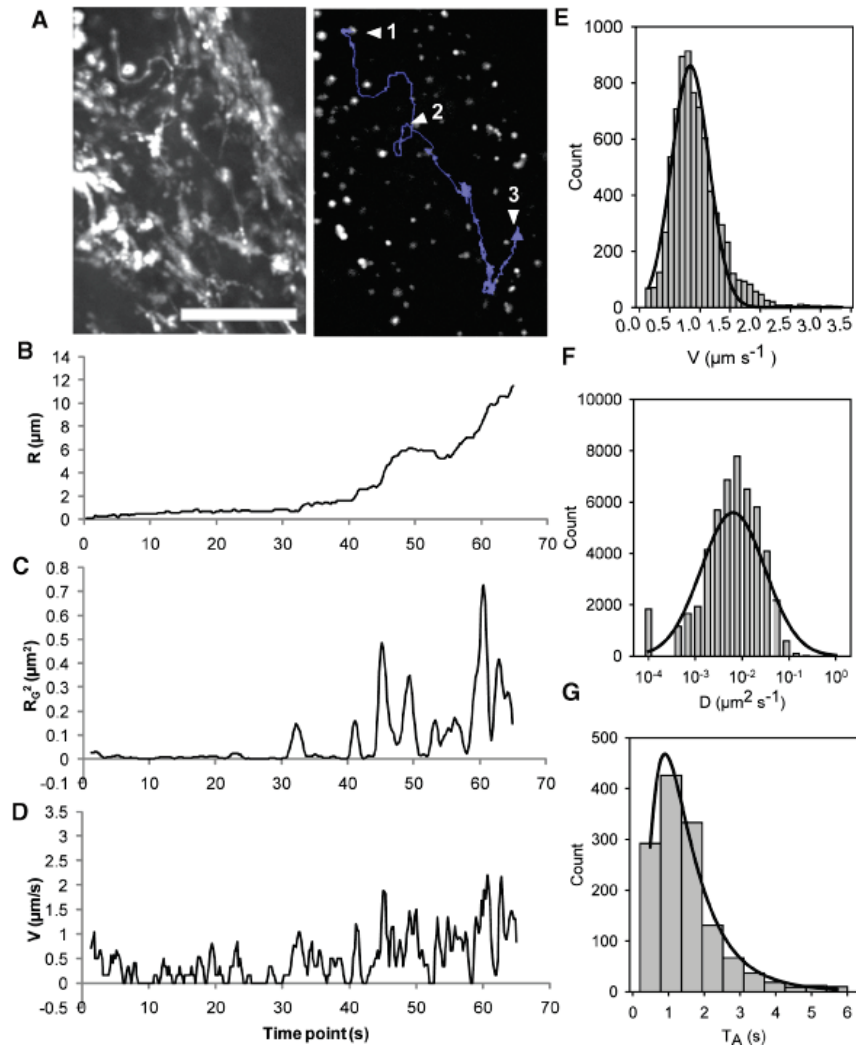 A
1
2
3
B
14
12
10
8
6
4
2
0
R (µm)
0 10 20 30 40 50 60 70
C
0.8
0.7
0.6
0.5
0.4
0.3
0.2
0.1
0
-0.1
R_G² (µm²)
0 10 20 30 40 50 60 70
D
3.5
3
2.5
2
1.5
1
0.5
0
-0.5
V (µm/s)
0 10 20 30 40 50 60 70
Time point (s)
E
1000
800
600
400
200
0
Count
0.0 0.5 1.0 1.5 2.0 2.5 3.0 3.5
V (µm s⁻¹)
F
10000
8000
6000
4000
2000
0
Count
10⁻⁴ 10⁻³ 10⁻² 10⁻¹ 10⁰
D (µm² s⁻¹)
G
500
400
300
200
100
0
Count
0 1 2 3 4 5 6
T_A (s)